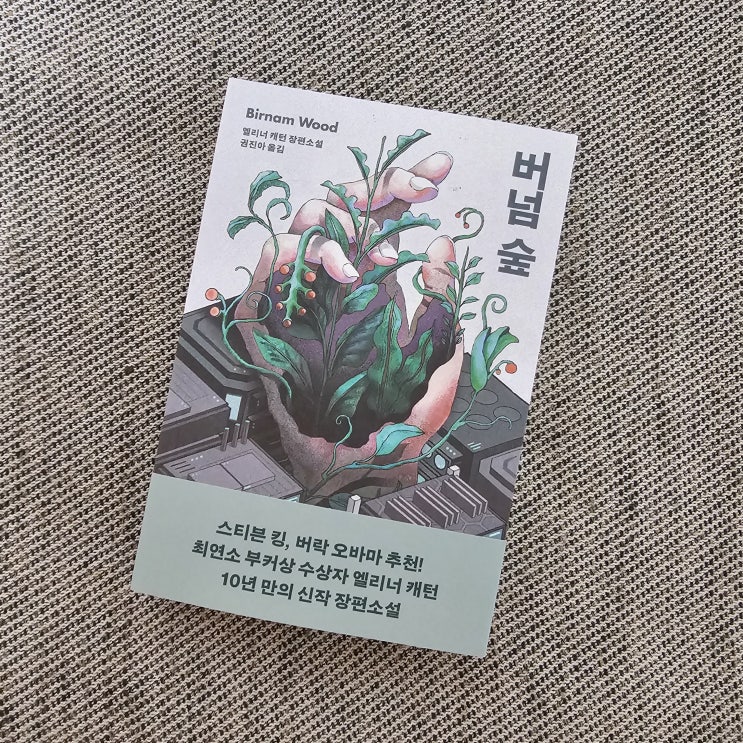 Birnam Wood
엘리너 캐턴 장편소설
권진아 옮김
버넘 숲
스티븐 킹, 버락 오바마 추천!
최연소 부커상 수상자 엘리너 캐턴
10년 만의 신작 장편소설